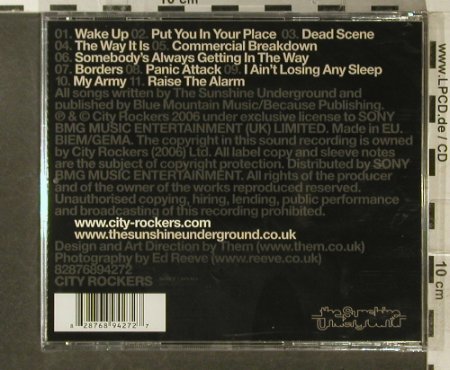 10 cm
01. Wake Up 02. Put You In Your Place 03. Dead Scene
04. The Way It Is 05. Commercial Breakdown
06. Somebody's Always Getting In The Way
07. Borders 08. Panic Attack 09. I Ain't Losing Any Sleep
10. My Army 11. Raise The Alarm
All songs written by The Sunshine Underground and
published by Blue Mountain Music/Because Publishing.
℗ & © City Rockers 2006 under exclusive license to SONY
BMG MUSIC ENTERTAINMENT (UK) LIMITED. Made in EU.
BIEM/GEMA. The copyright in this sound recording is owned
by City Rockers (2006) Ltd. All label copy and sleeve notes
are the subject of copyright protection. Distributed by SONY
BMG MUSIC ENTERTAINMENT. All rights of the producer
and of the owner of the works reproduced reserved.
Unauthorised copying, hiring, lending, public performance
and broadcasting of this recording prohibited.
www.city-rockers.com
www.thesunshineunderground.co.uk
Design and Art Direction by Them (www.them.co.uk)
Photography by Ed Reeve (www.reeve.co.uk)
82876894272
CITY ROCKERS
8 28768 94272 7
the Sunshine
Underground
www.LPCD.de / CD
10 cm